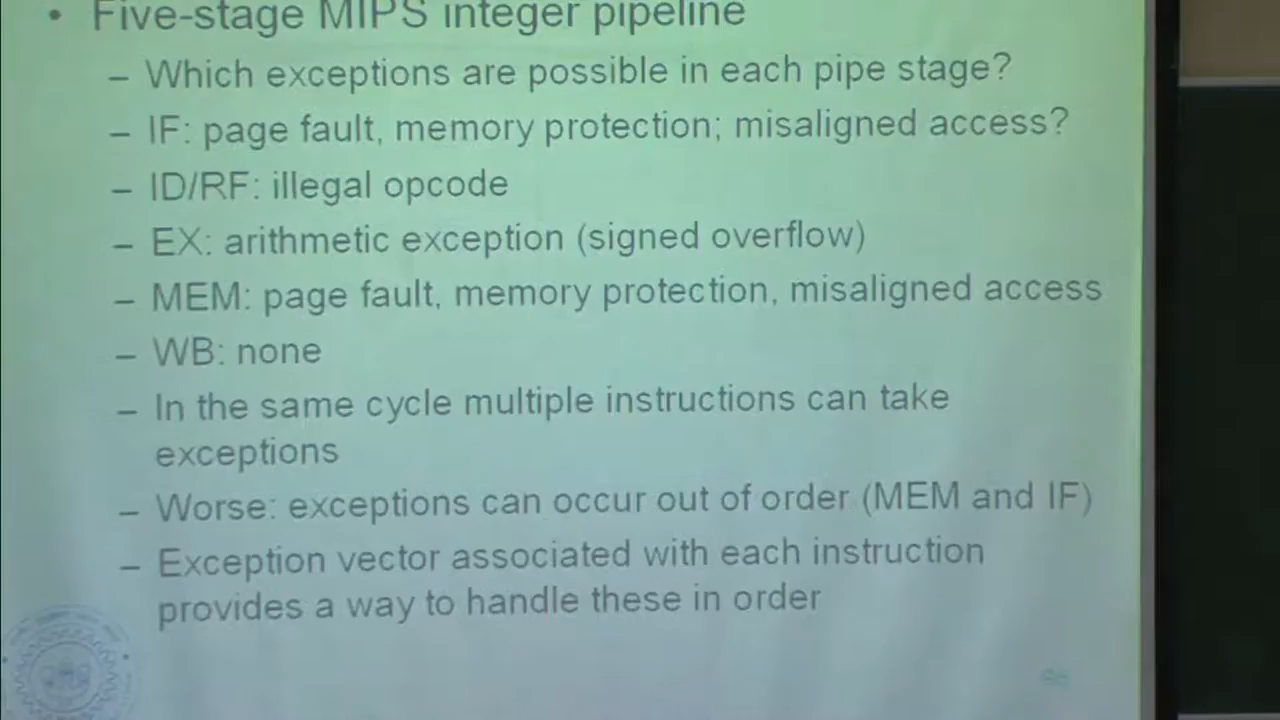 • Five-stage MIPS integer pipeline
– Which exceptions are possible in each pipe stage?
– IF: page fault, memory protection; misaligned access?
– ID/RF: illegal opcode
– EX: arithmetic exception (signed overflow)
– MEM: page fault, memory protection, misaligned access
– WB: none
– In the same cycle multiple instructions can take
exceptions
– Worse: exceptions can occur out of order (MEM and IF)
– Exception vector associated with each instruction
provides a way to handle these in order